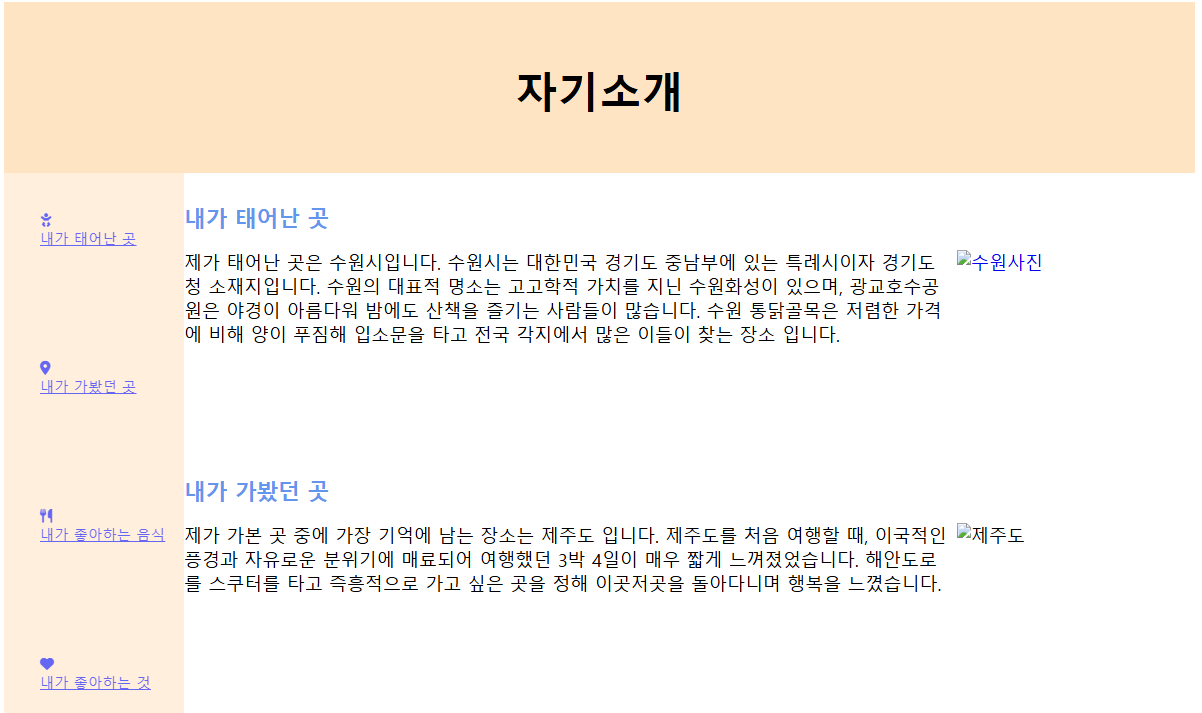 자기소개
내가 태어난 곳
내가 가봤던 곳
내가 좋아하는 음식
내가 좋아하는 것
내가 태어난 곳
제가 태어난 곳은 수원시입니다. 수원시는 대한민국 경기도 중남부에 있는 특례시이자 경기도
청 소재지입니다. 수원의 대표적 명소는 고고학적 가치를 지닌 수원화성이 있으며, 광교호수공
원은 야경이 아름다워 밤에도 산책을 즐기는 사람들이 많습니다. 수원 통닭골목은 저렴한 가격
에 비해 양이 푸짐해 입소문을 타고 전국 각지에서 많은 이들이 찾는 장소 입니다.
수원사진
내가 가봤던 곳
제가 가본 곳 중에 가장 기억에 남는 장소는 제주도 입니다. 제주도를 처음 여행할 때, 이국적인
풍경과 자유로운 분위기에 매료되어 여행했던 3박 4일이 매우 짧게 느껴졌었습니다. 해안도로
를 스쿠터를 타고 즉흥적으로 가고 싶은 곳을 정해 이곳저곳을 돌아다니며 행복을 느꼈습니다.
제주도